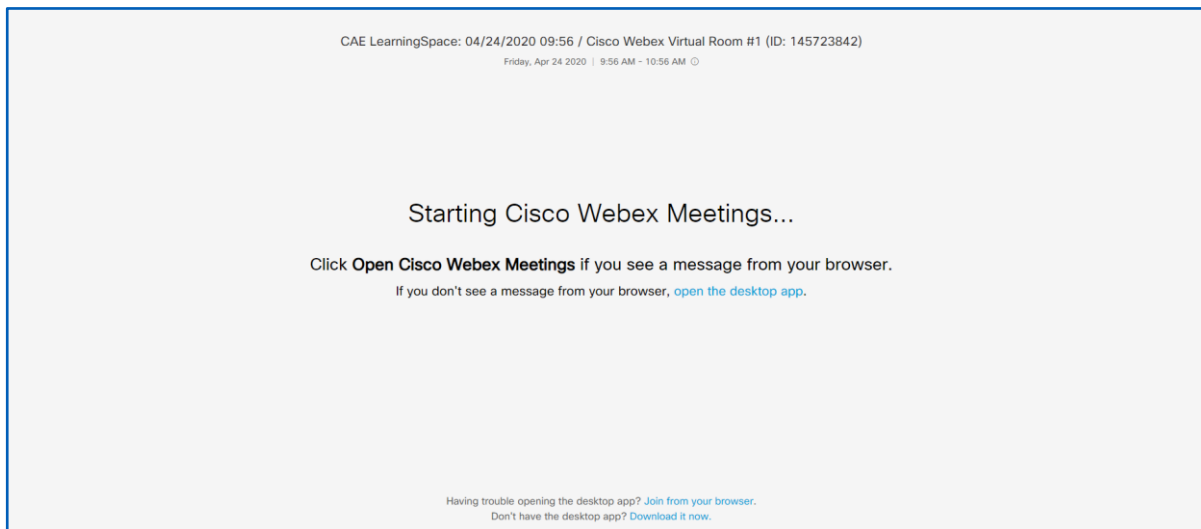 CAE LearningSpace: 04/24/2020 09:56 / Cisco Webex Virtual Room #1 (ID: 145723842)
Friday, Apr 24 2020 | 9:56 AM - 10:56 AM
Starting Cisco Webex Meetings...
Click Open Cisco Webex Meetings if you see a message from your browser.
If you don't see a message from your browser, open the desktop app.
Having trouble opening the desktop app? Join from your browser.
Don't have the desktop app? Download it now.